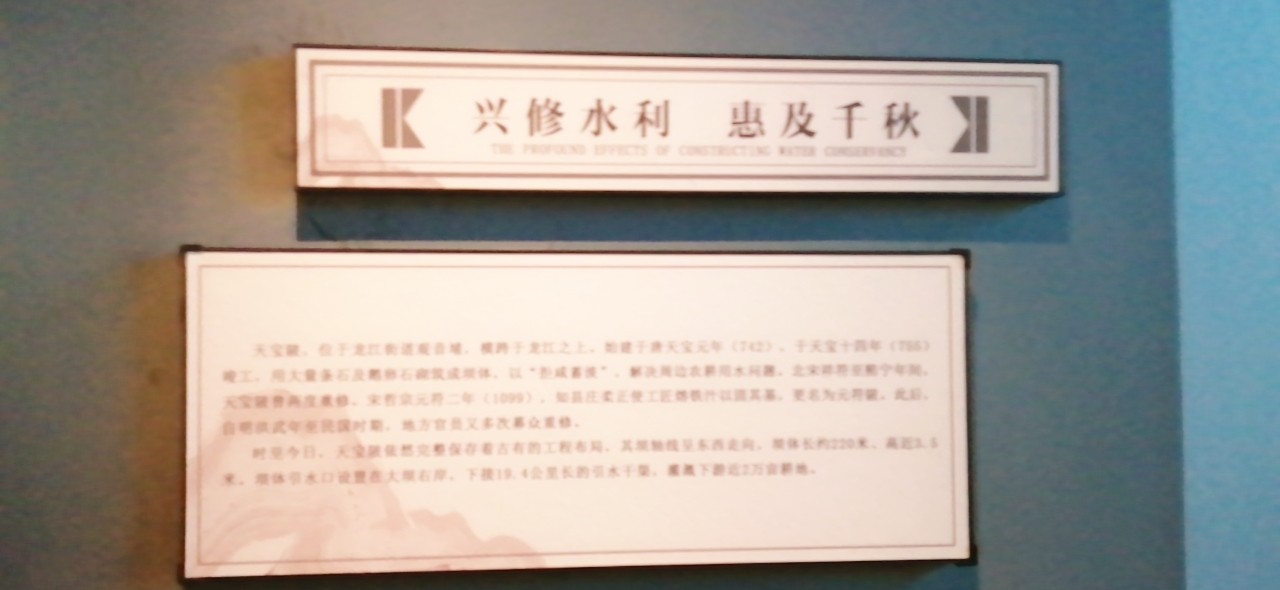 兴修水利 惠及千秋
THE PROFOUND EFFECTS OF CONSTRUCTING WATER CONSERVANCY
天宝陂，位于龙江街道观音埔，横跨于龙江之上。始建于唐天宝元年（742），于天宝十四年（755）
竣工。用大量条石及鹅卵石砌筑成坝体，以“拒咸蓄淡”，解决周边农耕用水问题。北宋祥符至熙宁年间，
天宝陂曾两度重修。宋哲宗元符二年（1099），知县庄柔正使工匠熔铁汁以固其基，更名为元符陂。此后，
自明洪武年至民国时期，地方官员又多次募众重修。
时至今日，天宝陂依然完整保存着古有的工程布局，其坝轴线呈东西走向，坝体长约220米，高近3.5
米。坝体引水口设置在大坝右岸，下接19.4公里长的引水干渠，灌溉下游近2万亩耕地。